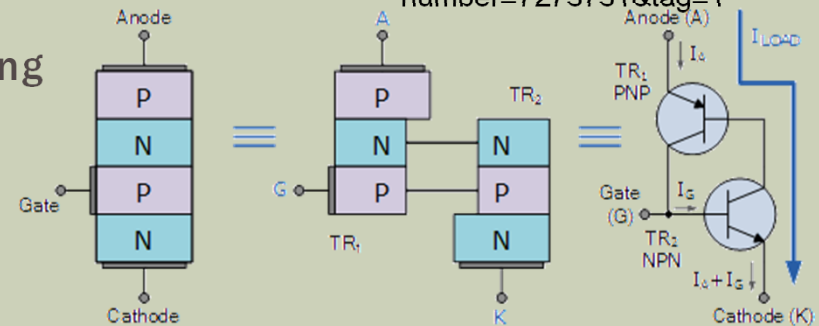 ng
Anode
P
N
P
N
Gate
Cathode
A
P
N
P
G
TR₁
TR₂
N
P
N
K
Anode (A)
I_A
I_LOAD
TR₁
PNP
Gate
(G)
I_G
TR₂
NPN
I_A+I_G
Cathode (K)